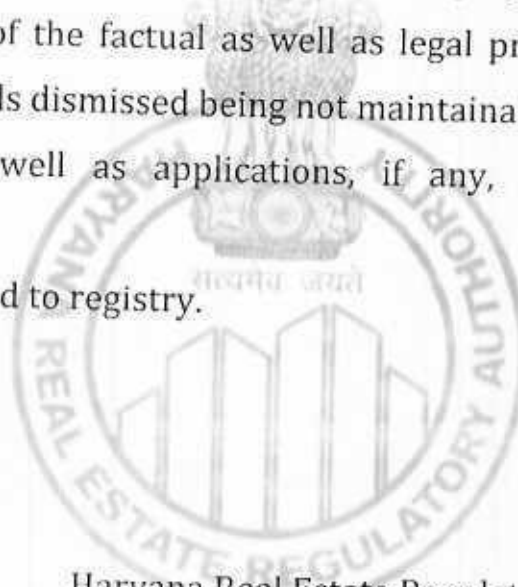 of the factual as well as legal pr
ls dismissed being not maintaina
well as applications, if any,
सत्यमेव जयते
d to registry.
HARYANA REAL ESTATE REGULATORY AUTHORITY
Haryana Real Estate Regulat